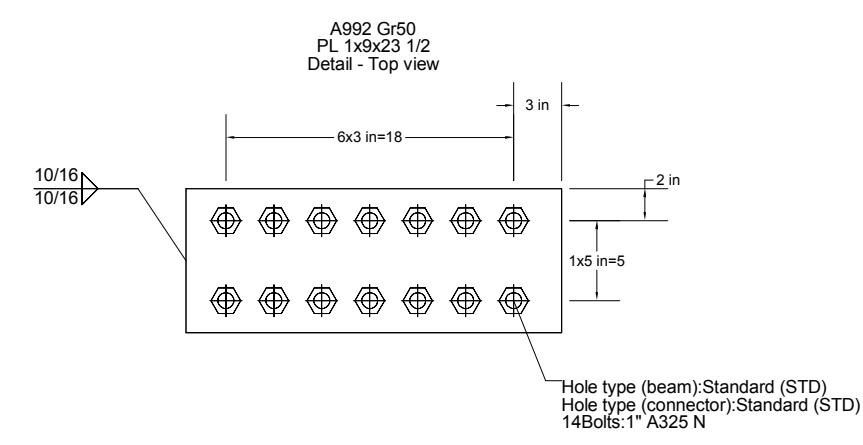 A992 Gr50
PL 1x9x23 1/2
Detail - Top view
3 in
6x3 in=18
10/16
10/16
2 in
1x5 in=5
Hole type (beam):Standard (STD)
Hole type (connector):Standard (STD)
14Bolts:1" A325 N